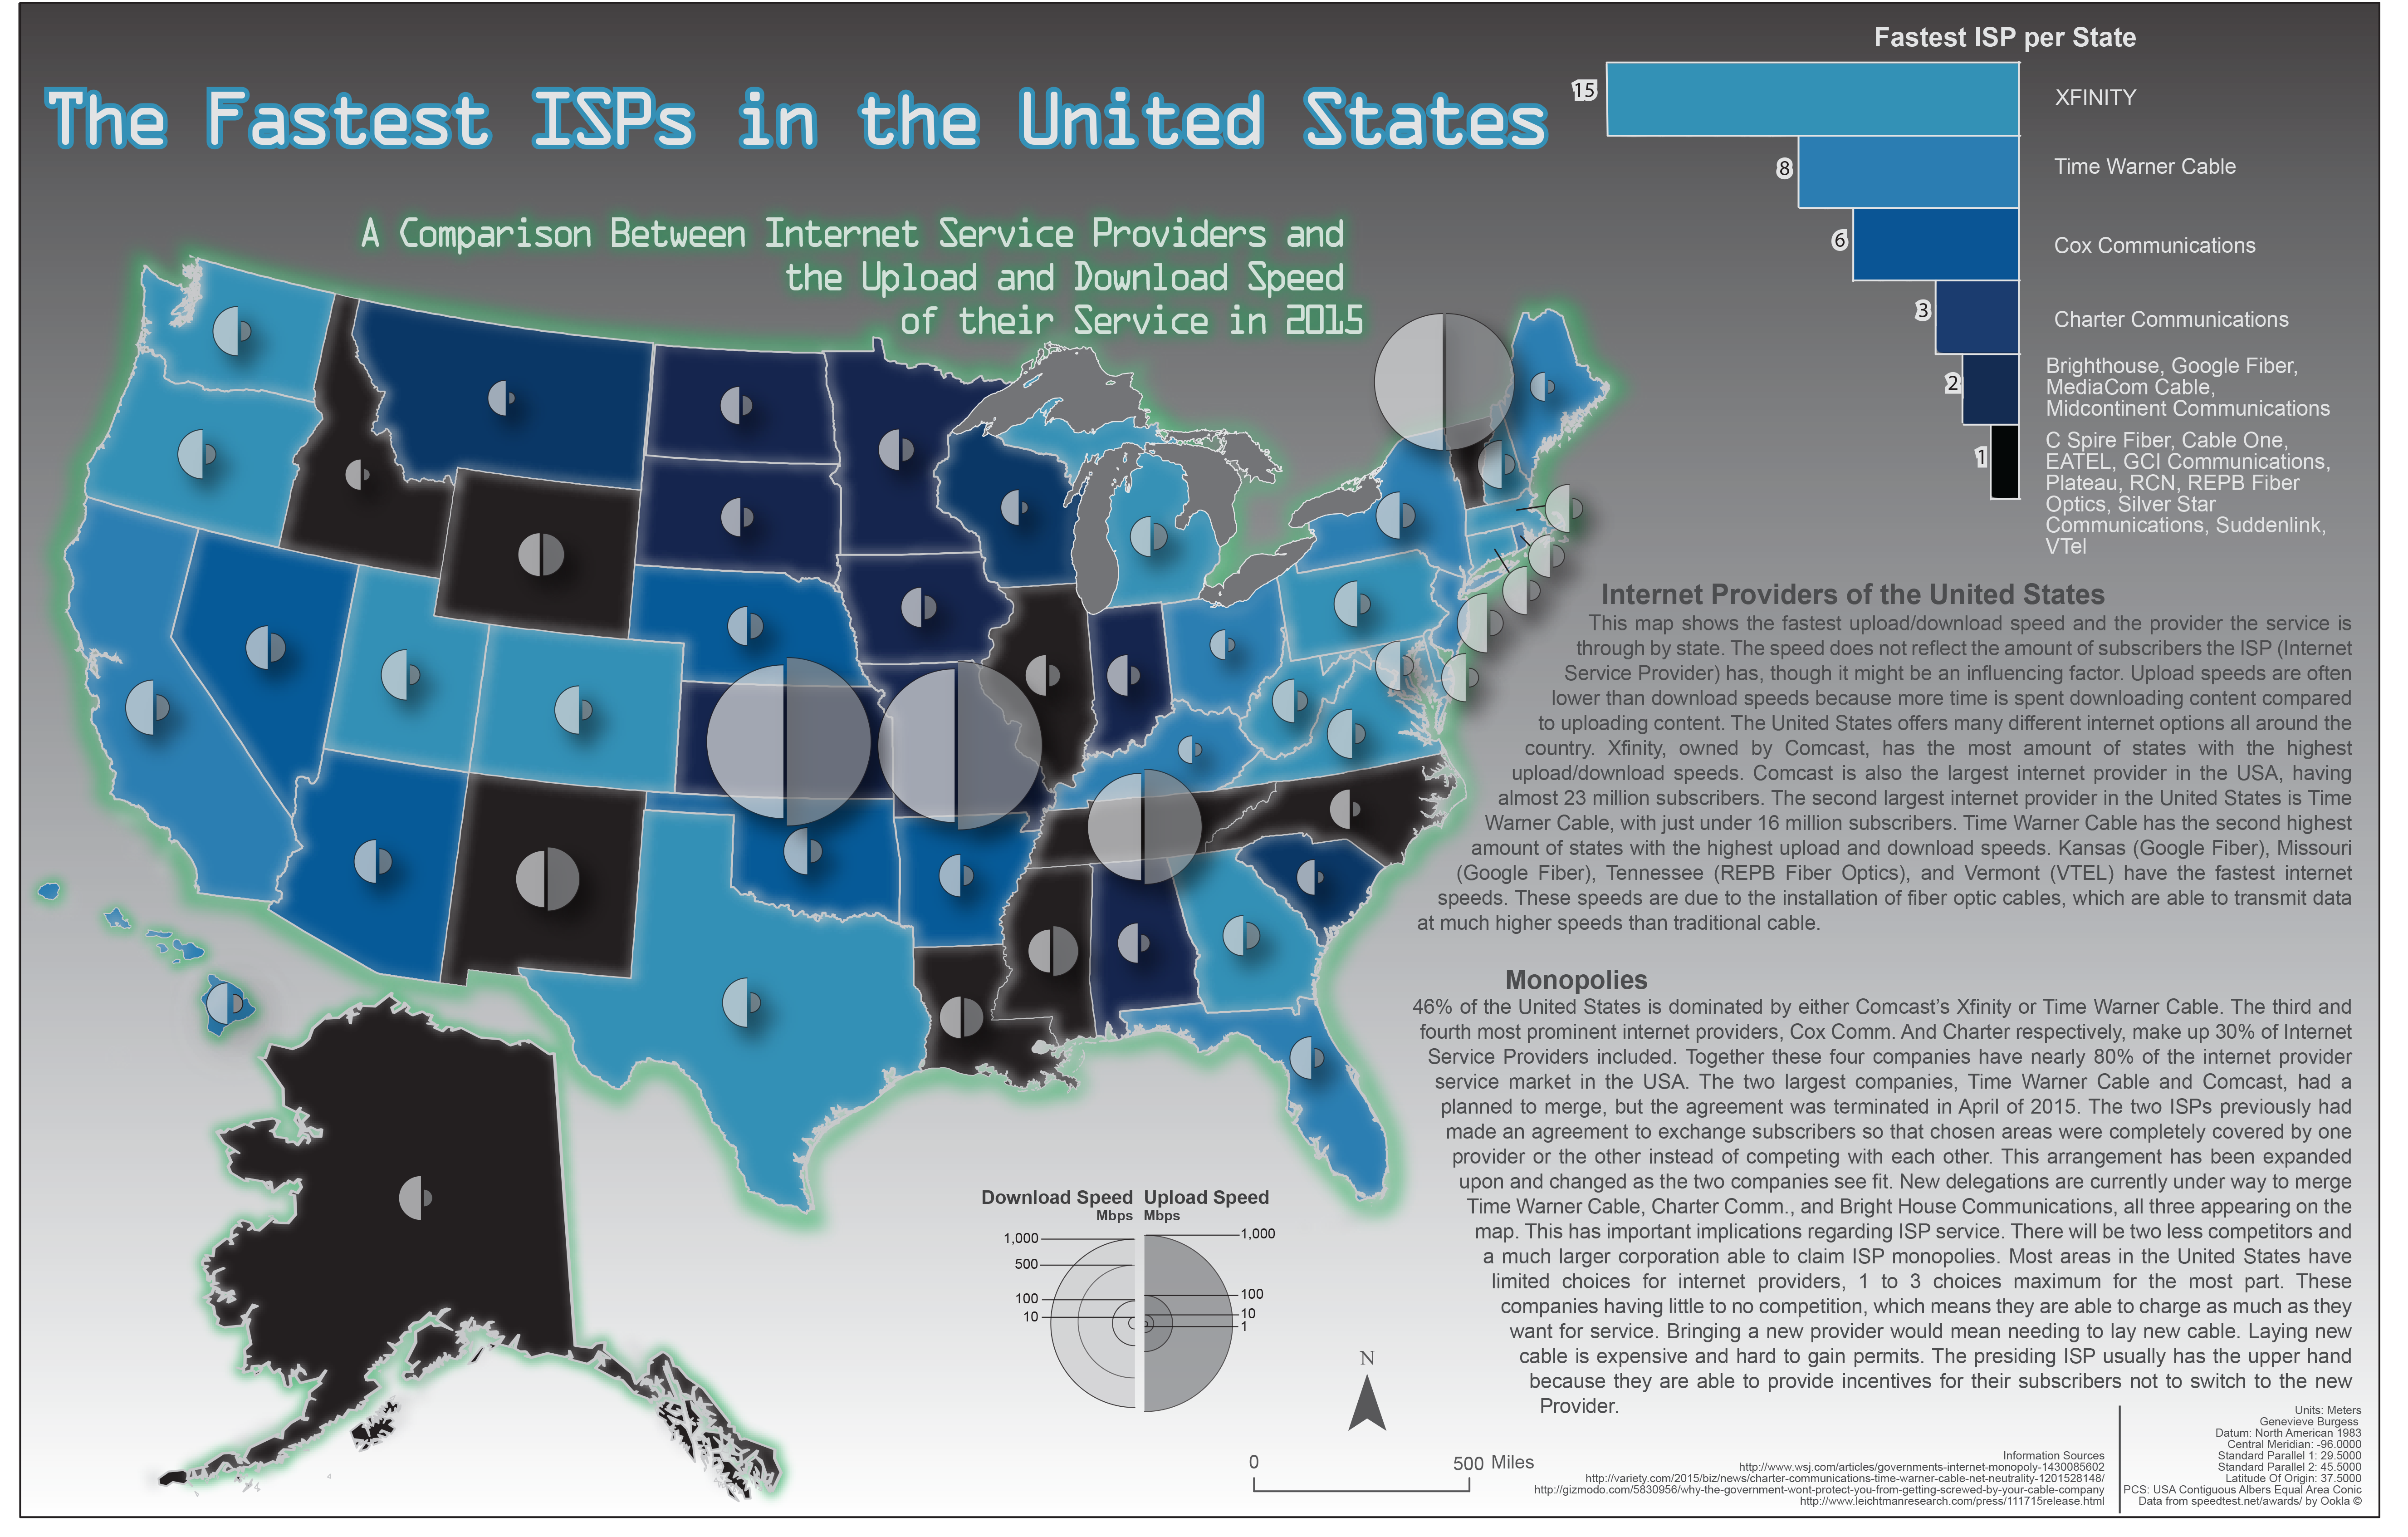 The Fastest ISPs in the United States
A Comparison Between Internet Service Providers and
the Upload and Download Speed
of their Service in 2015
Fastest ISP per State
15
XFINITY
8
Time Warner Cable
6
Cox Communications
3
Charter Communications
2
Brighthouse, Google Fiber,
MediaCom Cable,
Midcontinent Communications
1
C Spire Fiber, Cable One,
EATEL, GCI Communications,
Plateau, RCN, REPB Fiber
Optics, Silver Star
Communications, Suddenlink,
VTel
Internet Providers of the United States
This map shows the fastest upload/download speed and the provider the service is
through by state. The speed does not reflect the amount of subscribers the ISP (Internet
Service Provider) has, though it might be an influencing factor. Upload speeds are often
lower than download speeds because more time is spent downloading content compared
to uploading content. The United States offers many different internet options all around the
country. Xfinity, owned by Comcast, has the most amount of states with the highest
upload/download speeds. Comcast is also the largest internet provider in the USA, having
almost 23 million subscribers. The second largest internet provider in the United States is Time
Warner Cable, with just under 16 million subscribers. Time Warner Cable has the second highest
amount of states with the highest upload and download speeds. Kansas (Google Fiber), Missouri
(Google Fiber), Tennessee (REPB Fiber Optics), and Vermont (VTEL) have the fastest internet
speeds. These speeds are due to the installation of fiber optic cables, which are able to transmit data
at much higher speeds than traditional cable.
Monopolies
46% of the United States is dominated by either Comcast's Xfinity or Time Warner Cable. The third and
fourth most prominent internet providers, Cox Comm. And Charter respectively, make up 30% of Internet
Service Providers included. Together these four companies have nearly 80% of the internet provider
service market in the USA. The two largest companies, Time Warner Cable and Comcast, had a
planned to merge, but the agreement was terminated in April of 2015. The two ISPs previously had
made an agreement to exchange subscribers so that chosen areas were completely covered by one
provider or the other instead of competing with each other. This arrangement has been expanded
upon and changed as the two companies see fit. New delegations are currently under way to merge
Time Warner Cable, Charter Comm., and Bright House Communications, all three appearing on the
map. This has important implications regarding ISP service. There will be two less competitors and
a much larger corporation able to claim ISP monopolies. Most areas in the United States have
limited choices for internet providers, 1 to 3 choices maximum for the most part. These
companies having little to no competition, which means they are able to charge as much as they
want for service. Bringing a new provider would mean needing to lay new cable. Laying new
cable is expensive and hard to gain permits. The presiding ISP usually has the upper hand
because they are able to provide incentives for their subscribers not to switch to the new
Provider.
Download Speed Upload Speed
Mbps Mbps
1,000 1,000
500
100 100
10 10
1
N
0 500 Miles
Information Sources
http://www.wsj.com/articles/governments-internet-monopoly-1430085602
http://variety.com/2015/biz/news/charter-communications-time-warner-cable-net-neutrality-1201528148/
http://gizmodo.com/5830956/why-the-government-wont-protect-you-from-getting-screwed-by-your-cable-company
http://www.leichtmanresearch.com/press/111715release.html
Units: Meters
Genevieve Burgess
Datum: North American 1983
Central Meridian: -96.0000
Standard Parallel 1: 29.5000
Standard Parallel 2: 45.5000
Latitude Of Origin: 37.5000
PCS: USA Contiguous Albers Equal Area Conic
Data from speedtest.net/awards/ by Ookla ©